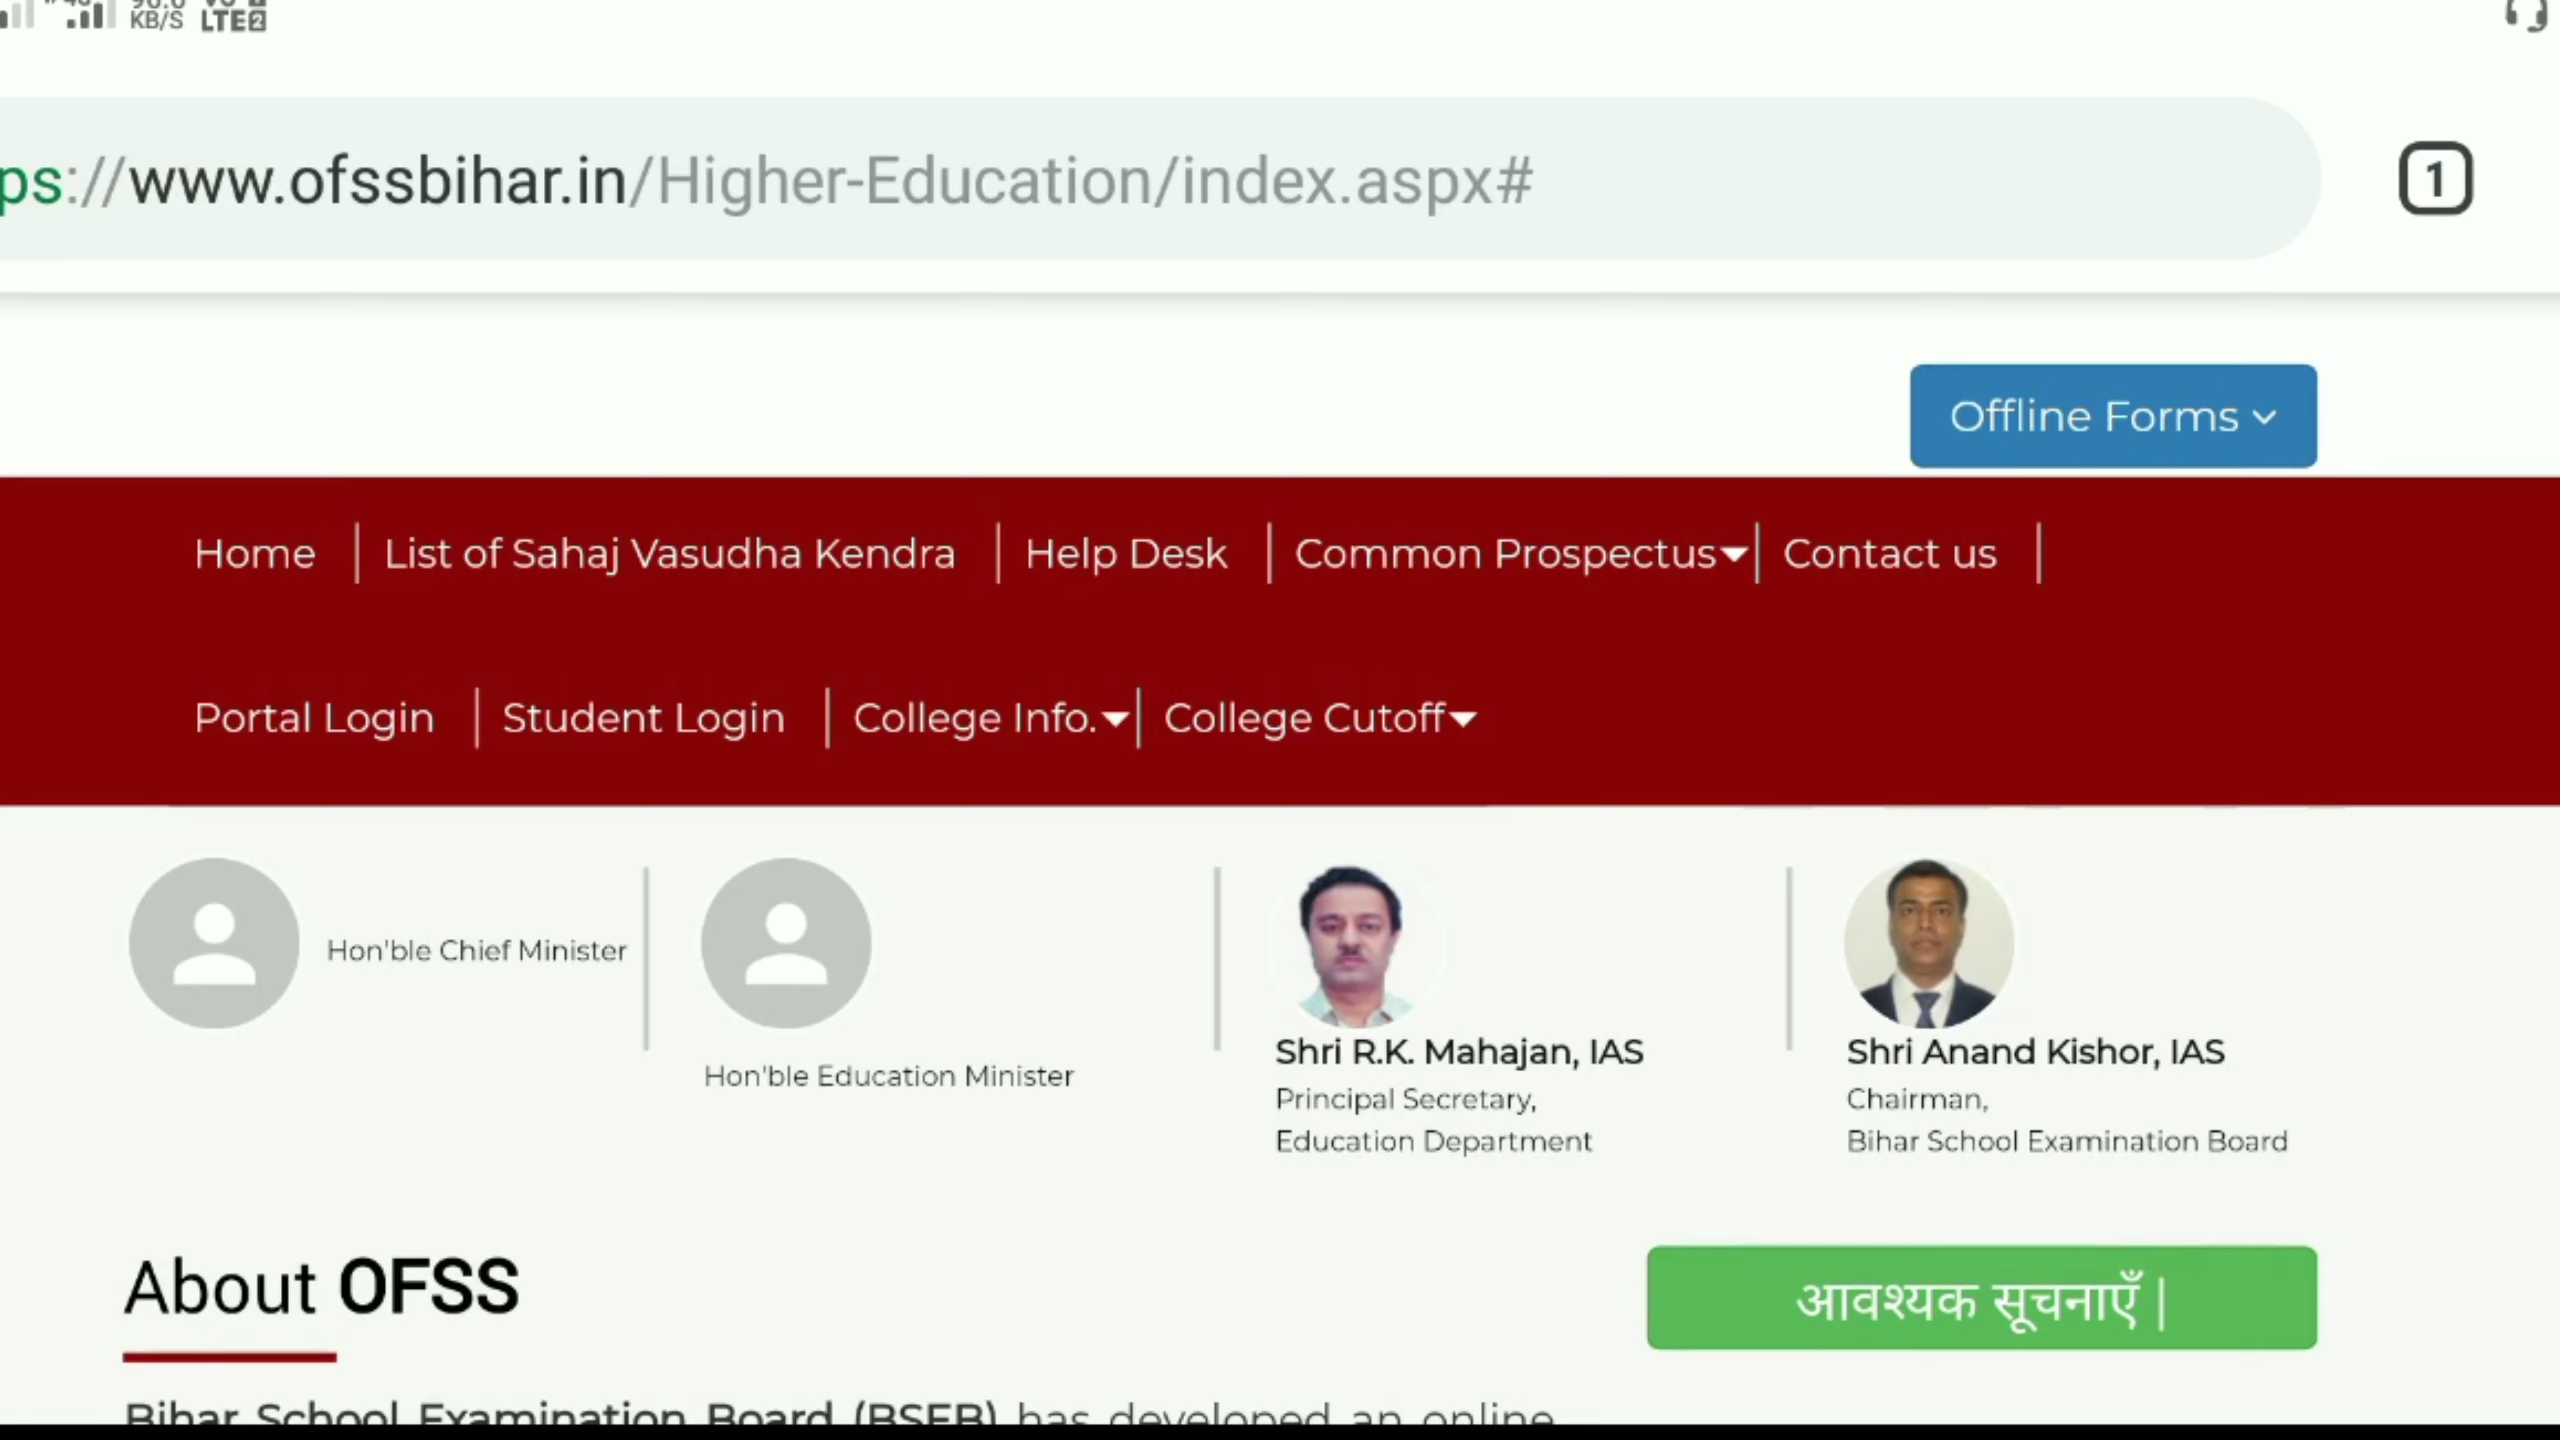 KB/S LTE 2
ps://www.ofssbihar.in/Higher-Education/index.aspx#
1
Offline Forms
Home List of Sahaj Vasudha Kendra Help Desk Common Prospectus Contact us
Portal Login Student Login College Info. College Cutoff
Hon'ble Chief Minister
Hon'ble Education Minister
Shri R.K. Mahajan, IAS
Principal Secretary,
Education Department
Shri Anand Kishor, IAS
Chairman,
Bihar School Examination Board
About OFSS
आवश्यक सूचनाएँ |
Bihar School Examination Board (BSEB) has developed an online